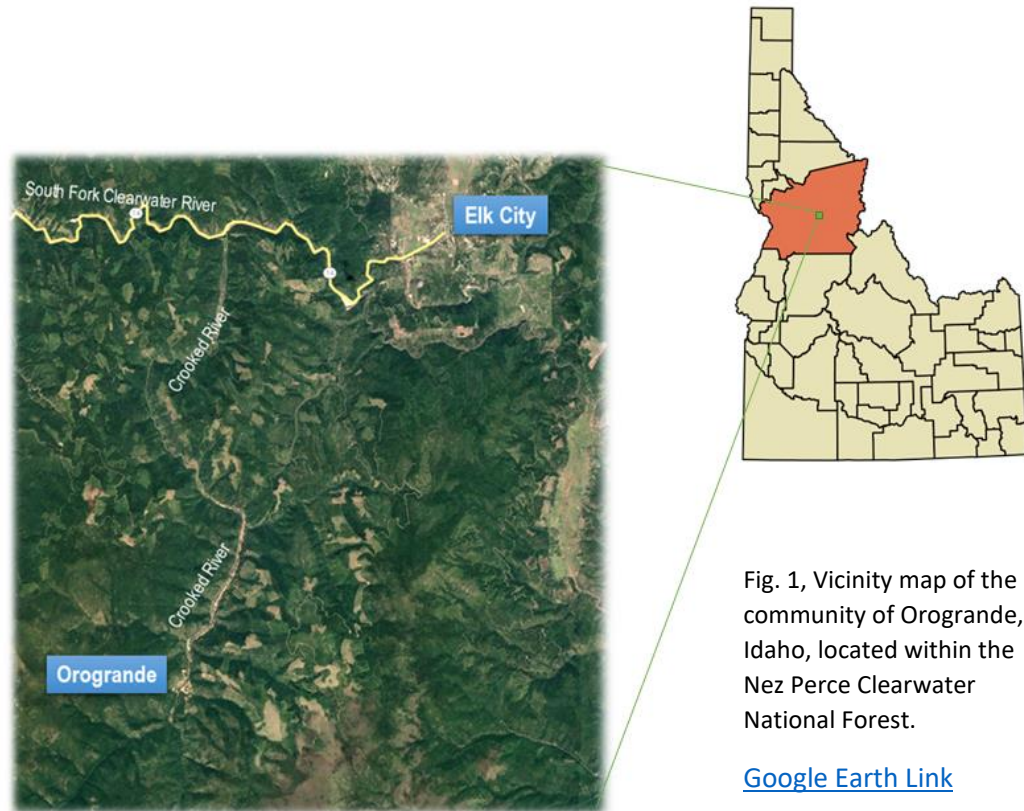 South Fork Clearwater River
Elk City
Crooked River
Crooked River
Orogrande
Fig. 1, Vicinity map of the
community of Orogrande,
Idaho, located within the
Nez Perce Clearwater
National Forest.
Google Earth Link